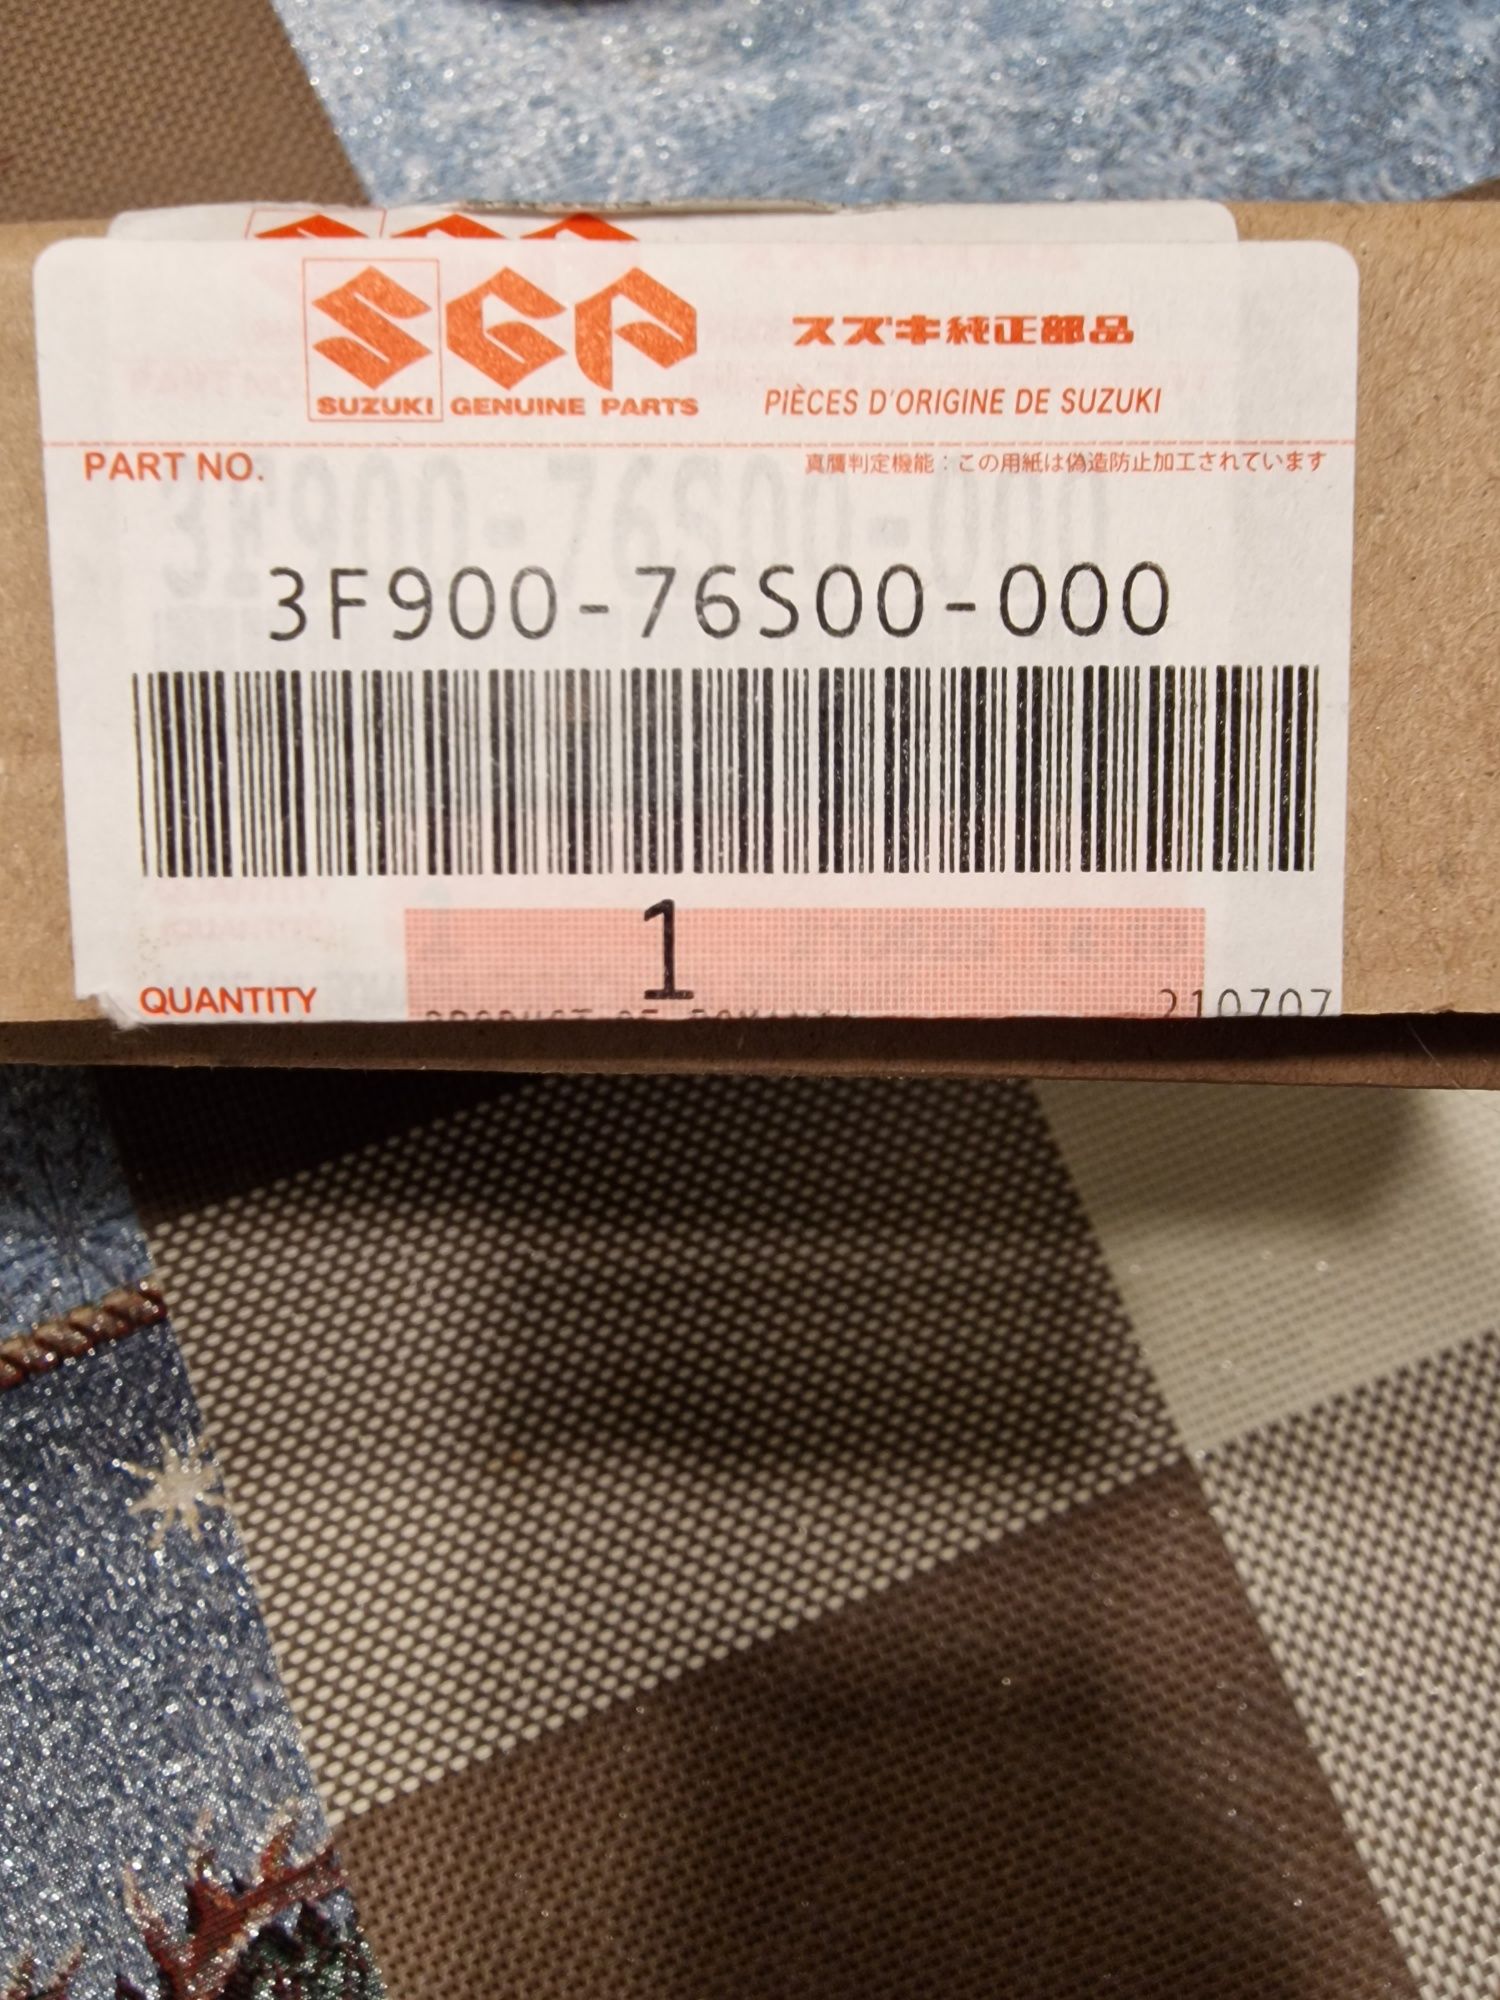 SGP
SUZUKI GENUINE PARTS
スズキ純正部品
PIÈCES D'ORIGINE DE SUZUKI
PART NO.
真贋判定機能：この用紙は偽造防止加工されています
3F900-76S00-000
1
QUANTITY
210707